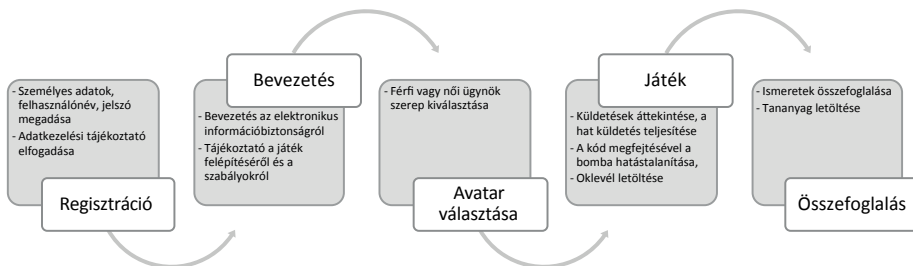 - Személyes adatok,
felhasználónév, jelszó
megadása
- Adatkezelési tájékoztató
elfogadása
Regisztráció
Bevezetés
- Bevezetés az elektronikus
információbiztonságról
- Tájékoztató a játék
felépítéséről és a
szabályokról
- Férfi vagy női ügynök
szerep kiválasztása
Avatar
választása
Játék
- Küldetések áttekintése, a
hat küldetés teljesítése
- A kód megfejtésével a
bomba hatástalanítása,
- Oklevél letöltése
- Ismeretek összefoglalása
- Tananyag letöltése
Összefoglalás